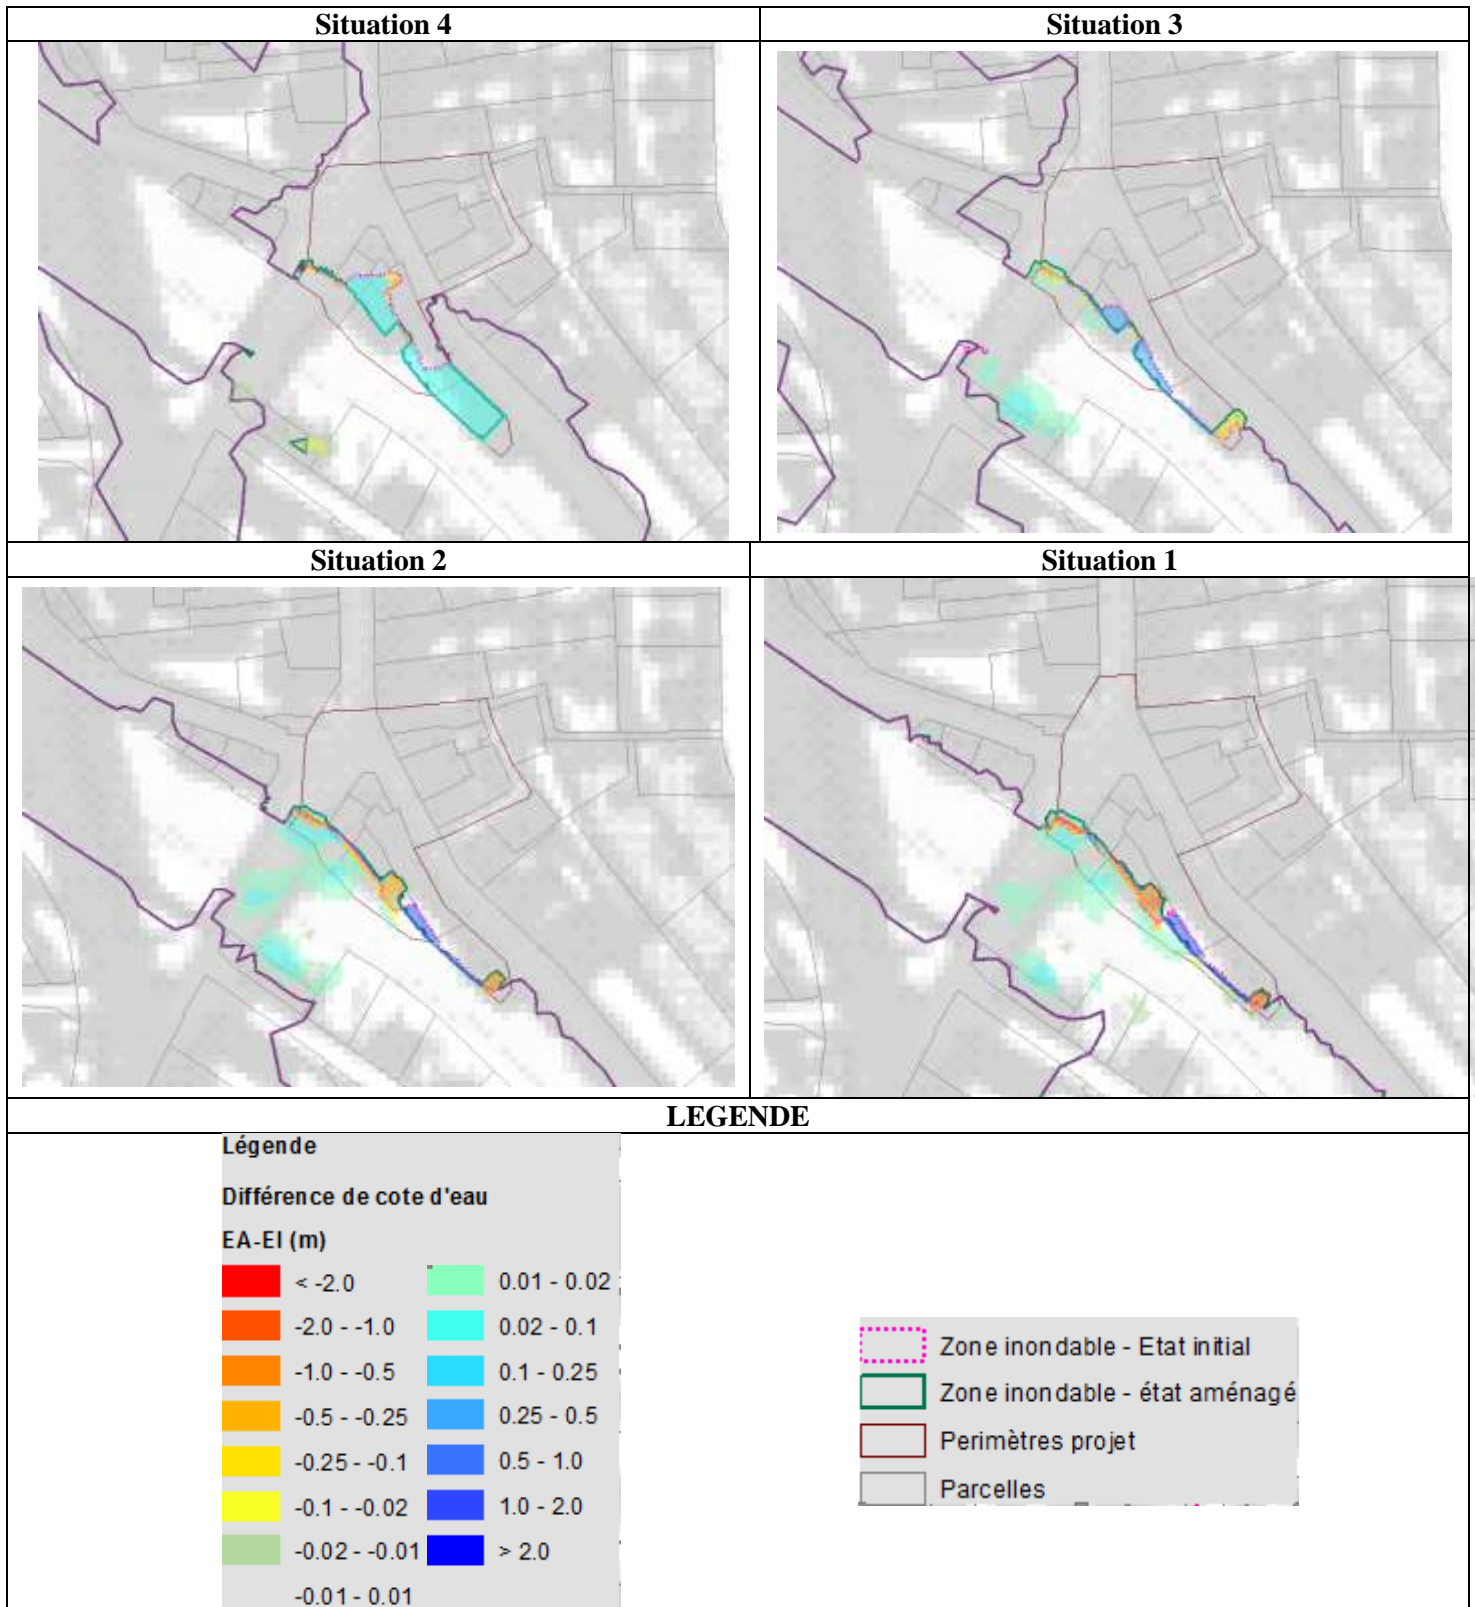 Situation 4
Situation 3
Situation 2
Situation 1
LEGENDE
Légende
Différence de cote d'eau
EA-EI (m)
< -2.0
-2.0 - -1.0
-1.0 - -0.5
-0.5 - -0.25
-0.25 - -0.1
-0.1 - -0.02
-0.02 - -0.01
-0.01 - 0.01
0.01 - 0.02
0.02 - 0.1
0.1 - 0.25
0.25 - 0.5
0.5 - 1.0
1.0 - 2.0
> 2.0
Zone inondable - Etat initial
Zone inondable - état aménagé
Perimètres projet
Parcelles